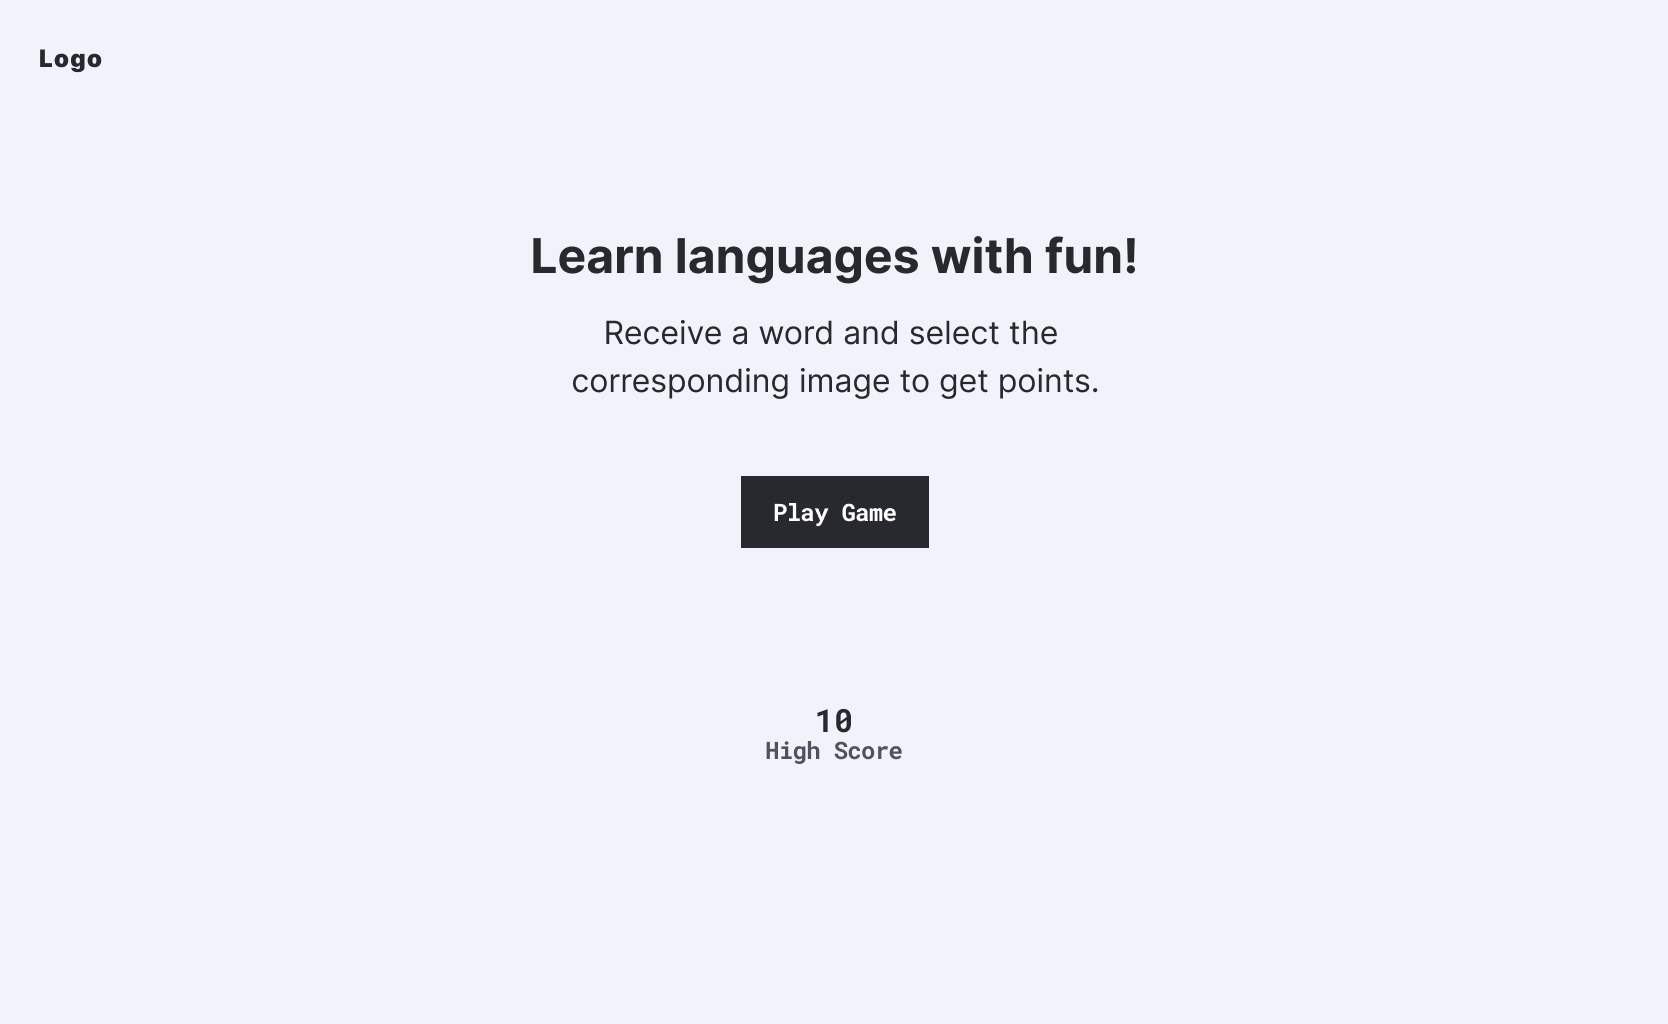 Logo
Learn languages with fun!
Receive a word and select the
corresponding image to get points.
Play Game
10
High Score